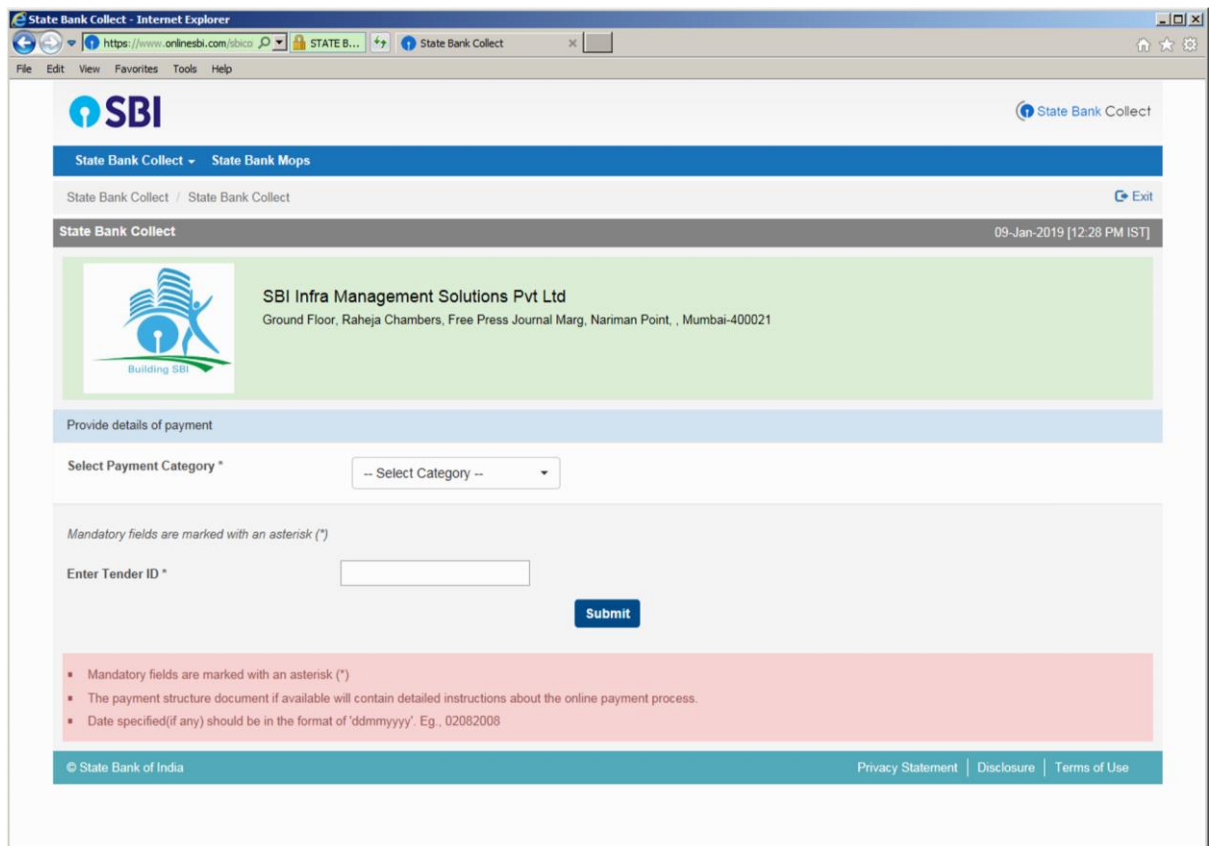 State Bank Collect - Internet Explorer
https://www.onlinesbi.com/sbico STATE B... State Bank Collect
File Edit View Favorites Tools Help
SBI
State Bank Collect
State Bank Collect State Bank Mops
State Bank Collect / State Bank Collect Exit
State Bank Collect 09-Jan-2019 [12:28 PM IST]
SBI Infra Management Solutions Pvt Ltd
Ground Floor, Raheja Chambers, Free Press Journal Marg, Nariman Point, , Mumbai-400021
Building SBI
Provide details of payment
Select Payment Category * -- Select Category --
Mandatory fields are marked with an asterisk (*)
Enter Tender ID *
Submit
Mandatory fields are marked with an asterisk (*)
The payment structure document if available will contain detailed instructions about the online payment process.
Date specified(if any) should be in the format of 'ddmmyyyy'. Eg., 02082008
© State Bank of India Privacy Statement | Disclosure | Terms of Use